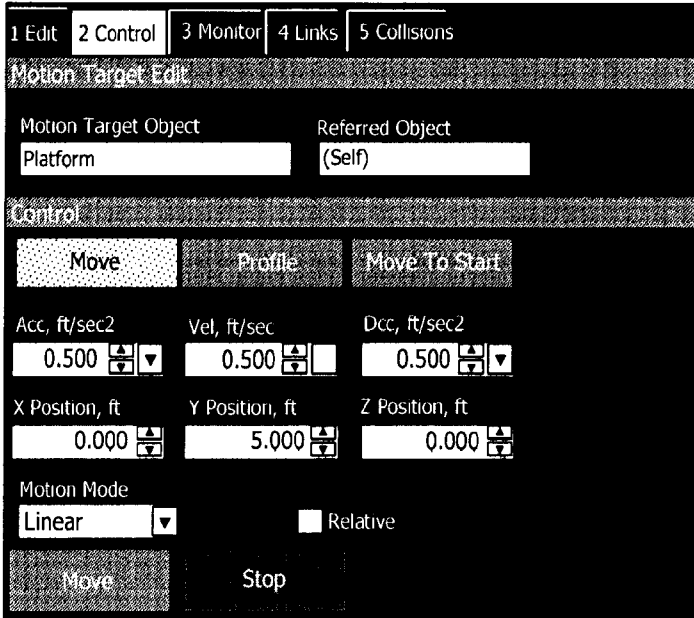 1 Edit 2 Control 3 Monitor 4 Links 5 Collisions
Motion Target Edit
Motion Target Object Referred Object
Platform (Self)
Control
Move Profile Move To Start
Acc, ft/sec2 Vel, ft/sec Dcc, ft/sec2
0.500 0.500 0.500
X Position, ft Y Position, ft Z Position, ft
0.000 5.000 0.000
Motion Mode
Linear Relative
Move Stop